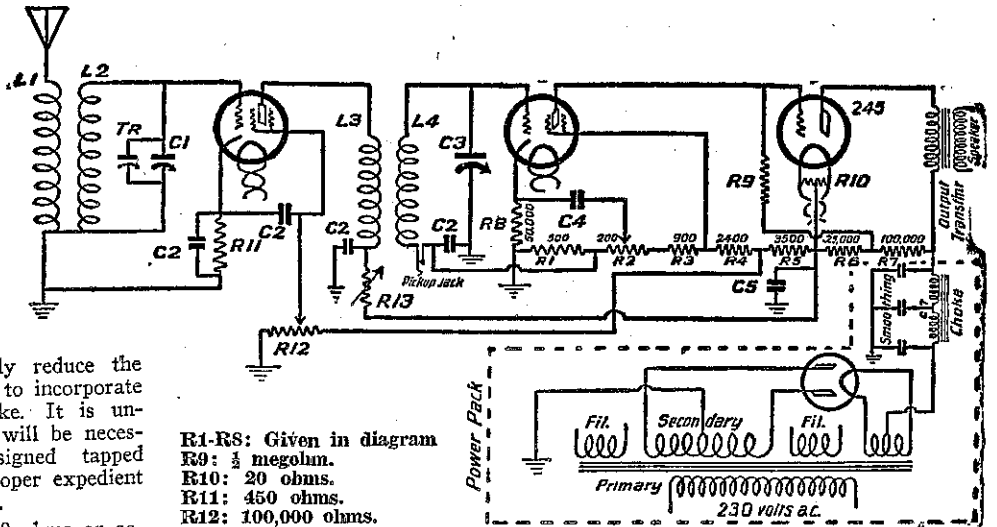 L1
L2
Tr
C1
C2
R11
C2
L3
C2
R13
R12
L4
C3
C2
Pickup Jack
R8
50,000
C4
500
R1
200
R2
900
R3
2400
R4
3500
R5
25,000
R6
100,000
R7
C5
R9
245
R10
Speaker
Output Transfmr
Smoothing
Choke
Power Pack
Fil.
Secondary
Fil.
Primary
230 volts a.c.
ly reduce the
to incorporate
ke. It is un-
will be neces-
signed tapped
oper expedient
R1-R8: Given in diagram
R9: ½ megohm.
R10: 20 ohms.
R11: 450 ohms.
R12: 100,000 ohms.